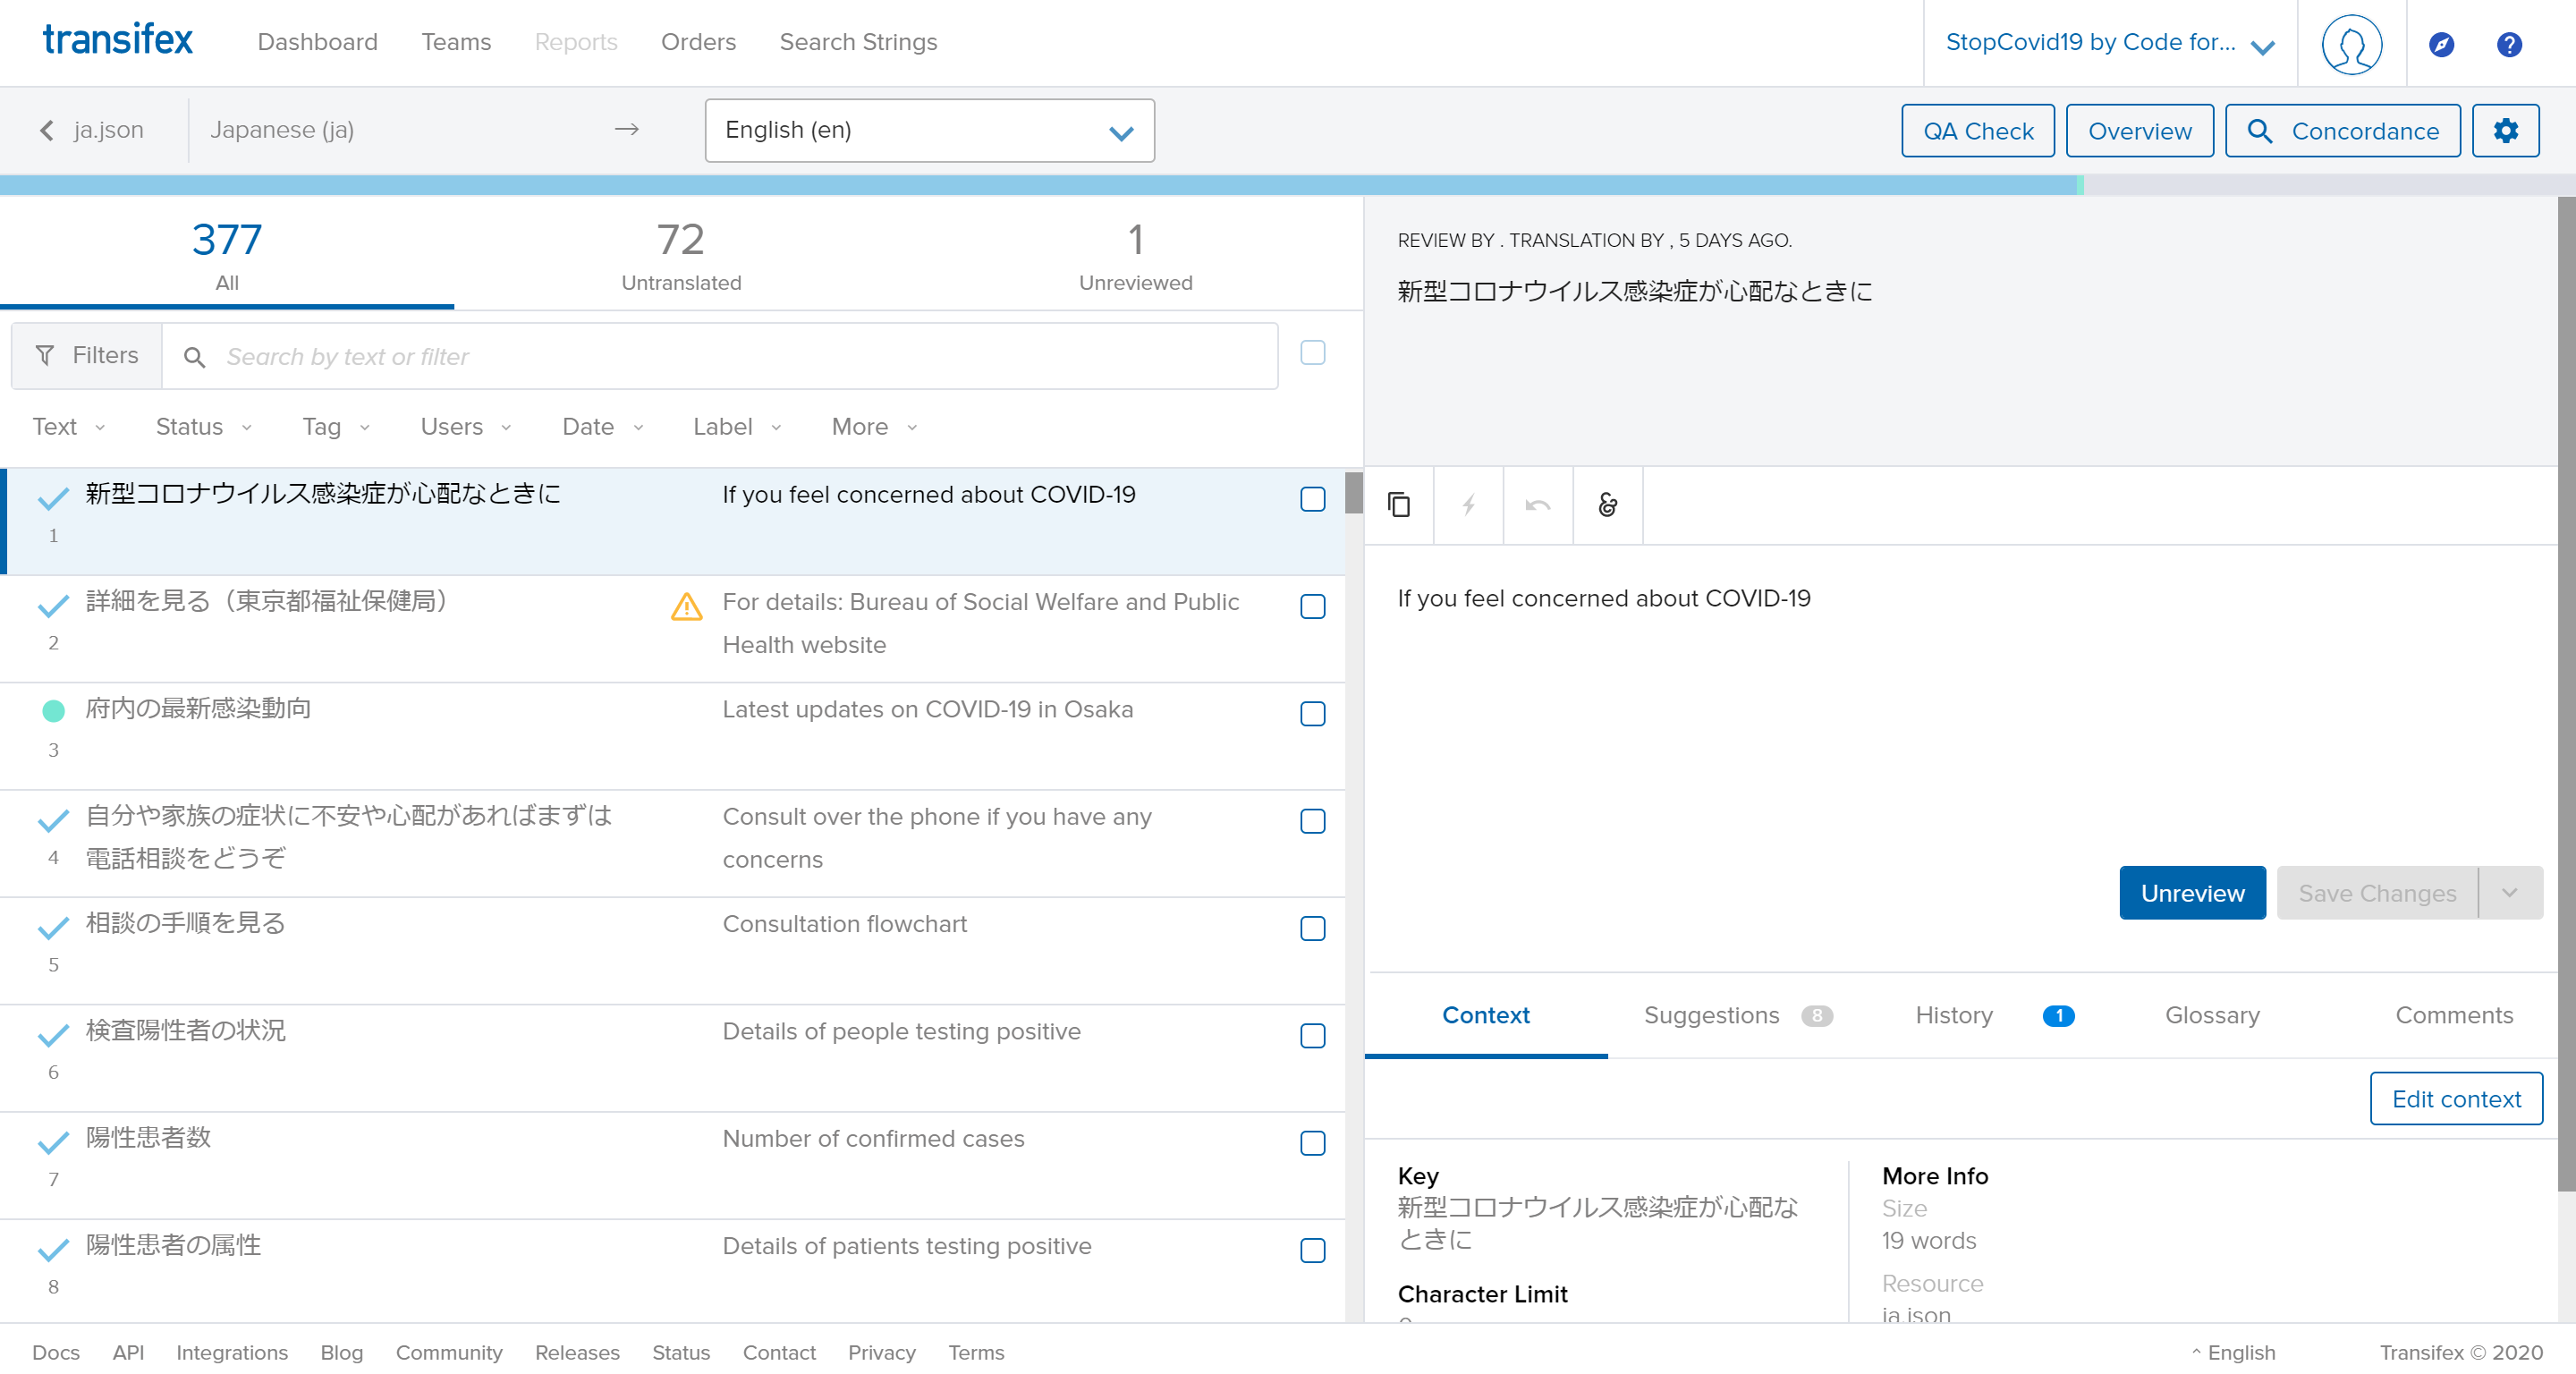 transifex Dashboard Teams Reports Orders Search Strings StopCovid19 by Code for...
ja.json Japanese (ja) → English (en) QA Check Overview Concordance
377 72 1
All Untranslated Unreviewed
Filters Search by text or filter
Text Status Tag Users Date Label More
新型コロナウイルス感染症が心配なときに If you feel concerned about COVID-19
1
詳細を見る（東京都福祉保健局） For details: Bureau of Social Welfare and Public
2 Health website
府内の最新感染動向 Latest updates on COVID-19 in Osaka
3
自分や家族の症状に不安や心配があればまずは Consult over the phone if you have any
4 電話相談をどうぞ concerns
相談の手順を見る Consultation flowchart
5
検査陽性者の状況 Details of people testing positive
6
陽性患者数 Number of confirmed cases
7
陽性患者の属性 Details of patients testing positive
8
REVIEW BY . TRANSLATION BY , 5 DAYS AGO.
新型コロナウイルス感染症が心配なときに
If you feel concerned about COVID-19
Unreview Save Changes
Context Suggestions 8 History 1 Glossary Comments
Edit context
Key
新型コロナウイルス感染症が心配な
ときに
Character Limit
More Info
Size
19 words
Resource
ja.json
Docs API Integrations Blog Community Releases Status Contact Privacy Terms English Transifex © 2020